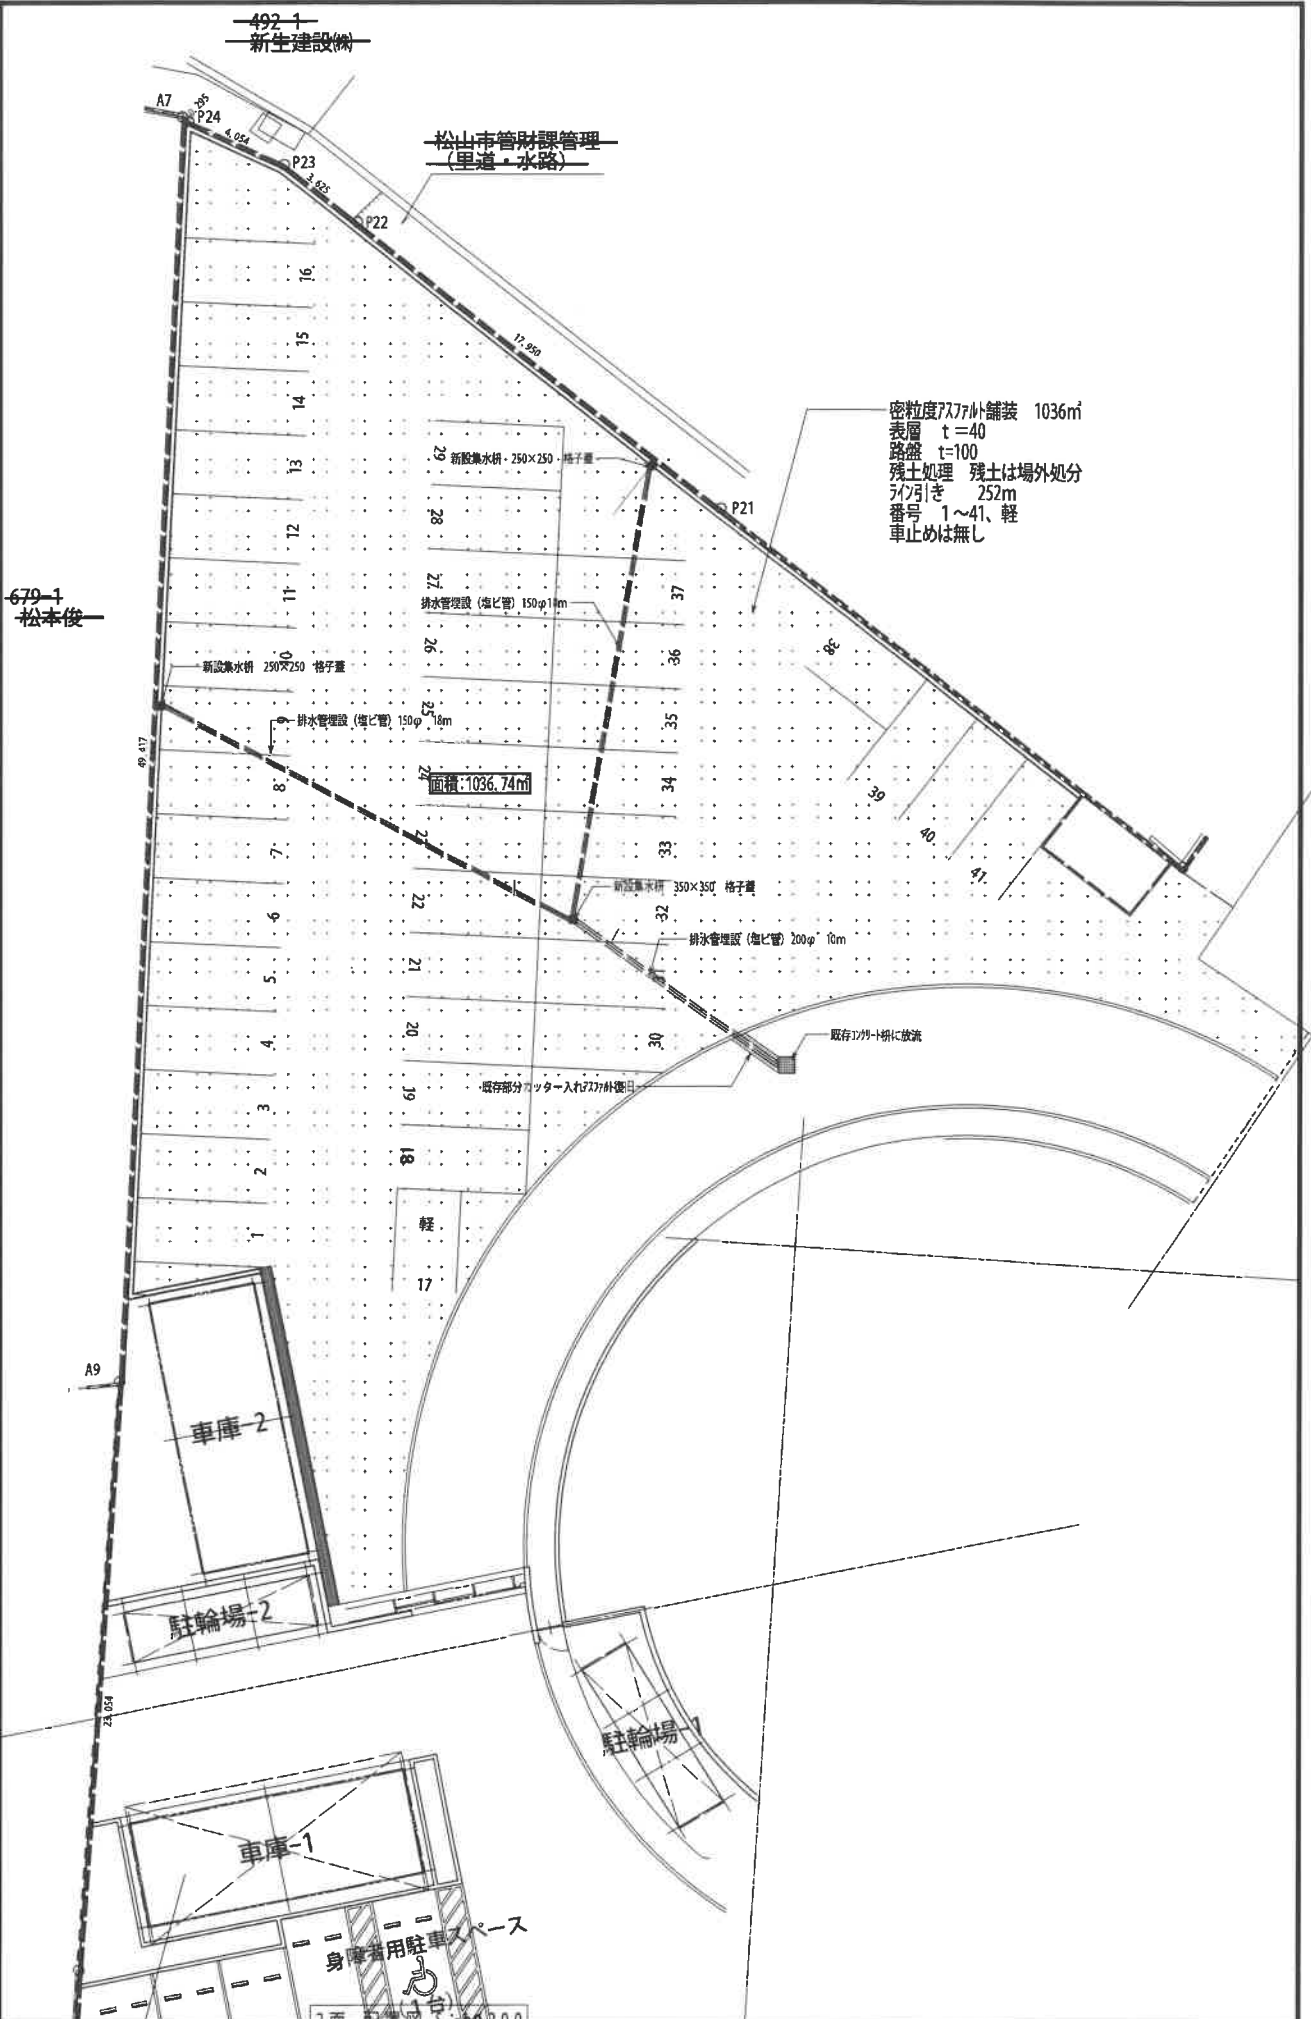 492-1
新生建設㈱
A7
P24
4.054
P23
3.625
P22
松山市管財課管理
(里道・水路)
17.950
P21
密粒度ｱｽﾌｧﾙﾄ舗装 1036㎡
表層 t=40
路盤 t=100
残土処理 残土は場外処分
ﾗｲﾝ引き 252m
番号 1～41、軽
車止めは無し
679-1
松本俊一
新設集水桝・250×250・格子蓋
排水管埋設（塩ビ管）150φ
新設集水桝 250×250 格子蓋
排水管埋設（塩ビ管）150φ 18m
面積:1036.74㎡
新設集水桝 350×350 格子蓋
排水管埋設（塩ビ管）200φ 10m
既存ｺﾝｸﾘｰﾄ桝に放流
既存部分カッター入れｱｽﾌｧﾙﾄ復旧
49.417
16
15
14
13
12
11
9
8
7
6
5
4
3
2
1
29
28
27
26
25
24
22
21
20
19
18
軽
17
37
36
35
34
33
32
30
38
39
40
41
A9
車庫-2
駐輪場-2
23.054
駐輪場-1
車庫-1
身障者用駐車スペース
(1台)